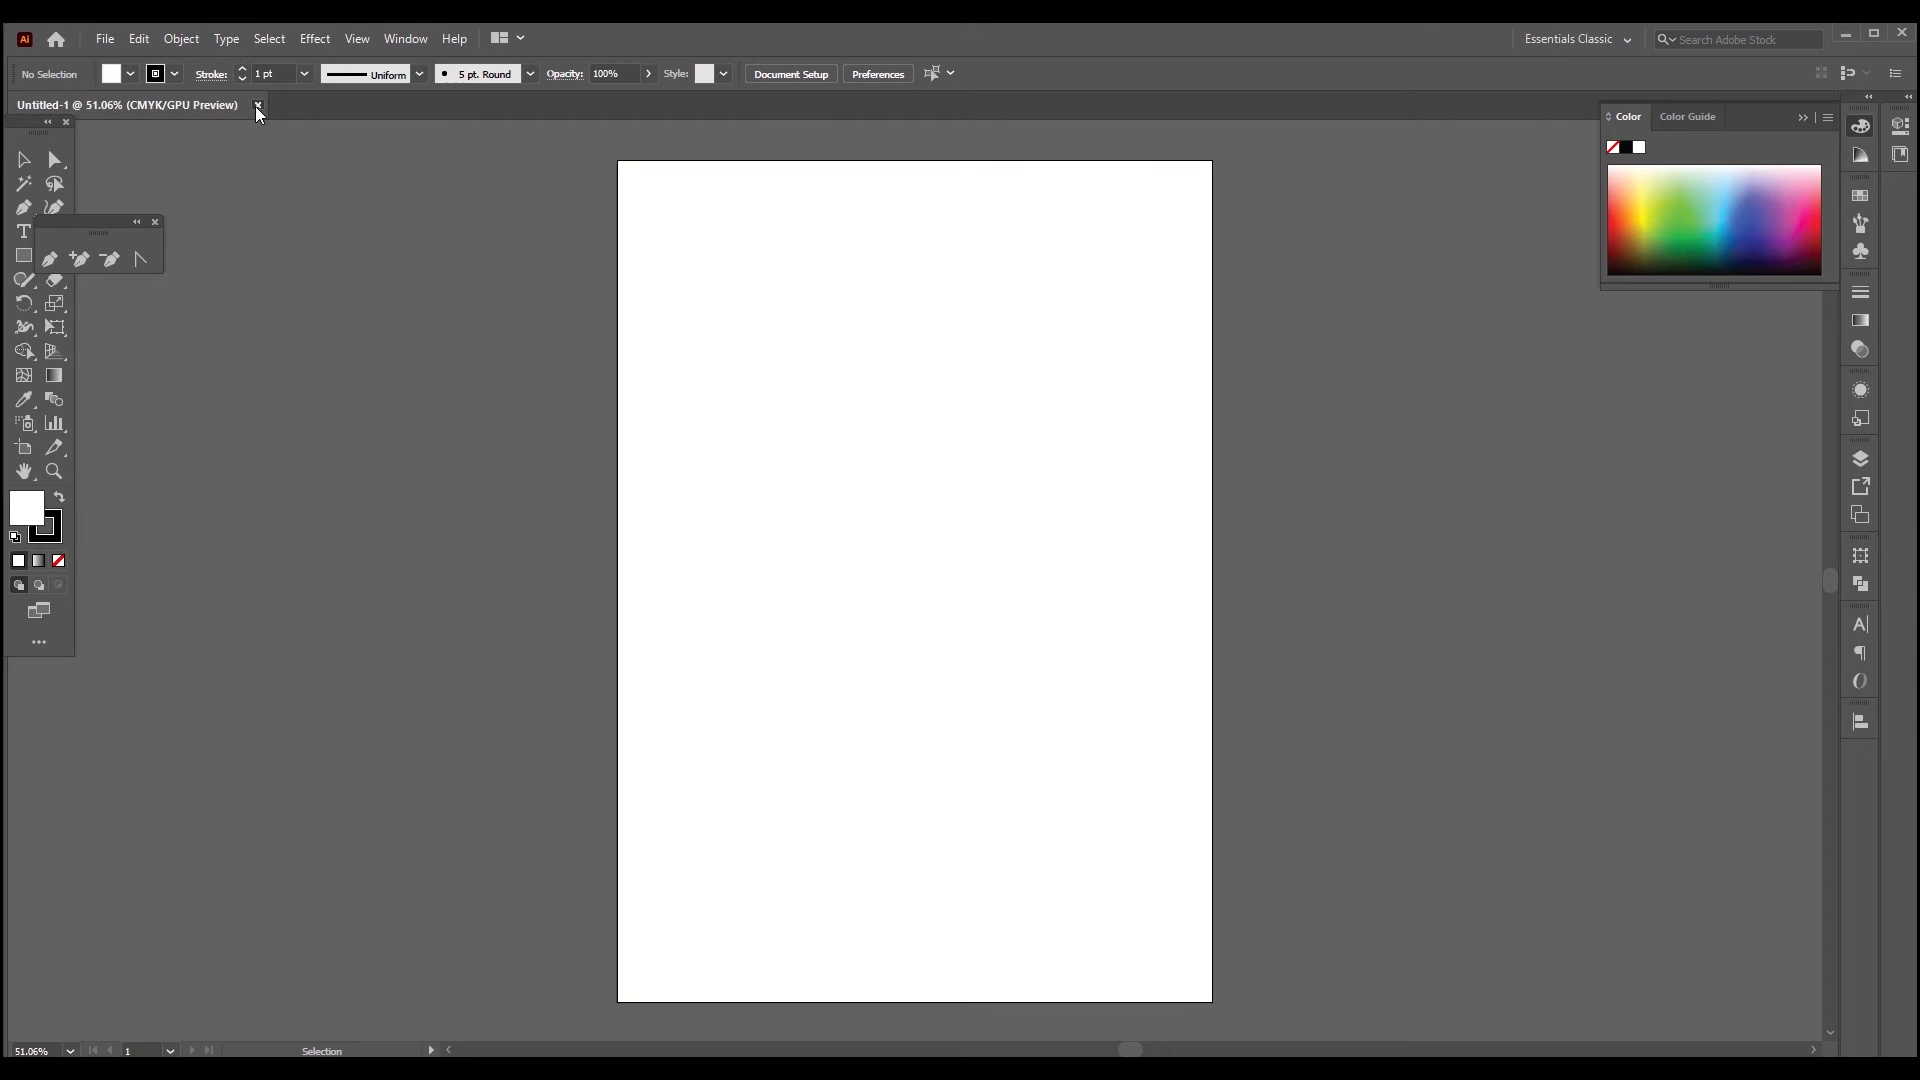 Ai File Edit Object Type Select Effect View Window Help Essentials Classic Search Adobe Stock
No Selection Stroke: 1 pt Uniform 5 pt. Round Opacity: 100% Style: Document Setup Preferences
Untitled-1 @ 51.06% (CMYK/GPU Preview)
Color Color Guide
51.06% 1 Selection